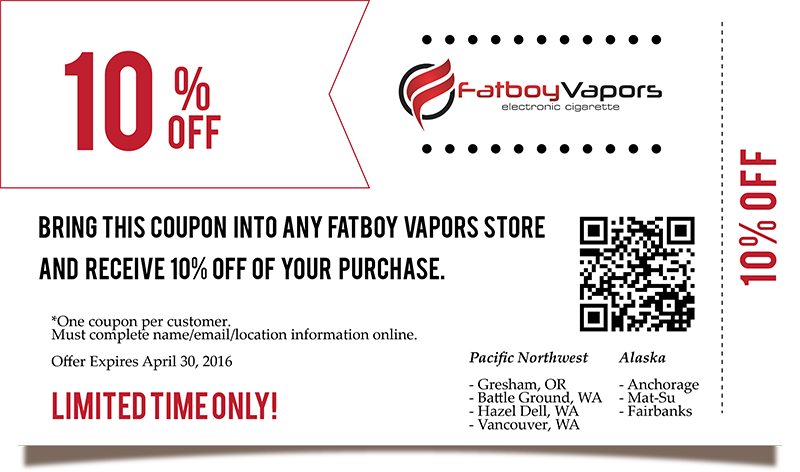 10 %
OFF
FatboyVapors
electronic cigarette
10% OFF
BRING THIS COUPON INTO ANY FATBOY VAPORS STORE
AND RECEIVE 10% OFF OF YOUR PURCHASE.
*One coupon per customer.
Must complete name/email/location information online.
Offer Expires April 30, 2016
LIMITED TIME ONLY!
Pacific Northwest
- Gresham, OR
- Battle Ground, WA
- Hazel Dell, WA
- Vancouver, WA
Alaska
- Anchorage
- Mat-Su
- Fairbanks